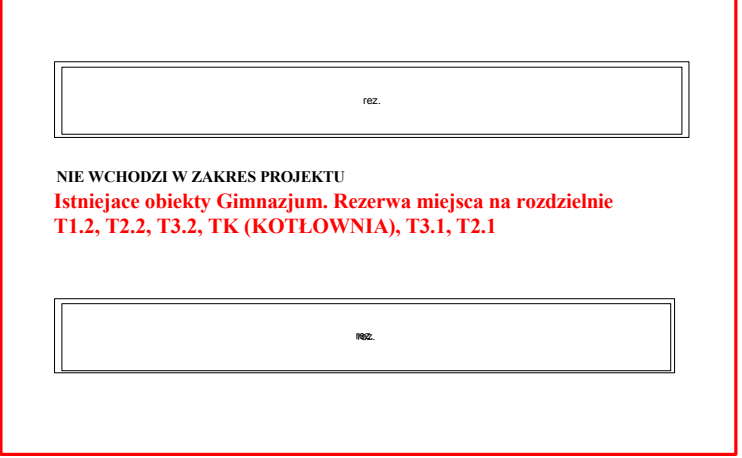 rez.
NIE WCHODZI W ZAKRES PROJEKTU
Istniejace obiekty Gimnazjum. Rezerwa miejsca na rozdzielnie
T1.2, T2.2, T3.2, TK (KOTŁOWNIA), T3.1, T2.1
rez.